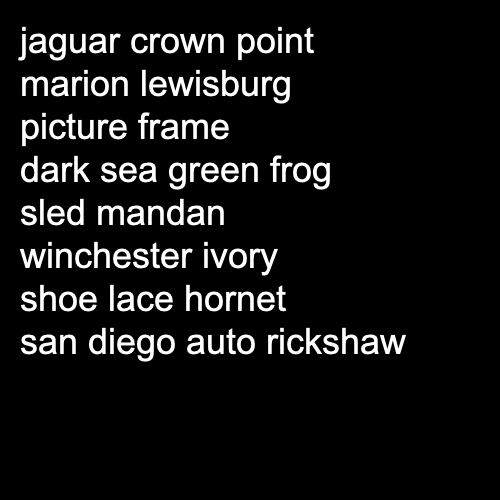 jaguar crown point
marion lewisburg
picture frame
dark sea green frog
sled mandan
winchester ivory
shoe lace hornet
san diego auto rickshaw